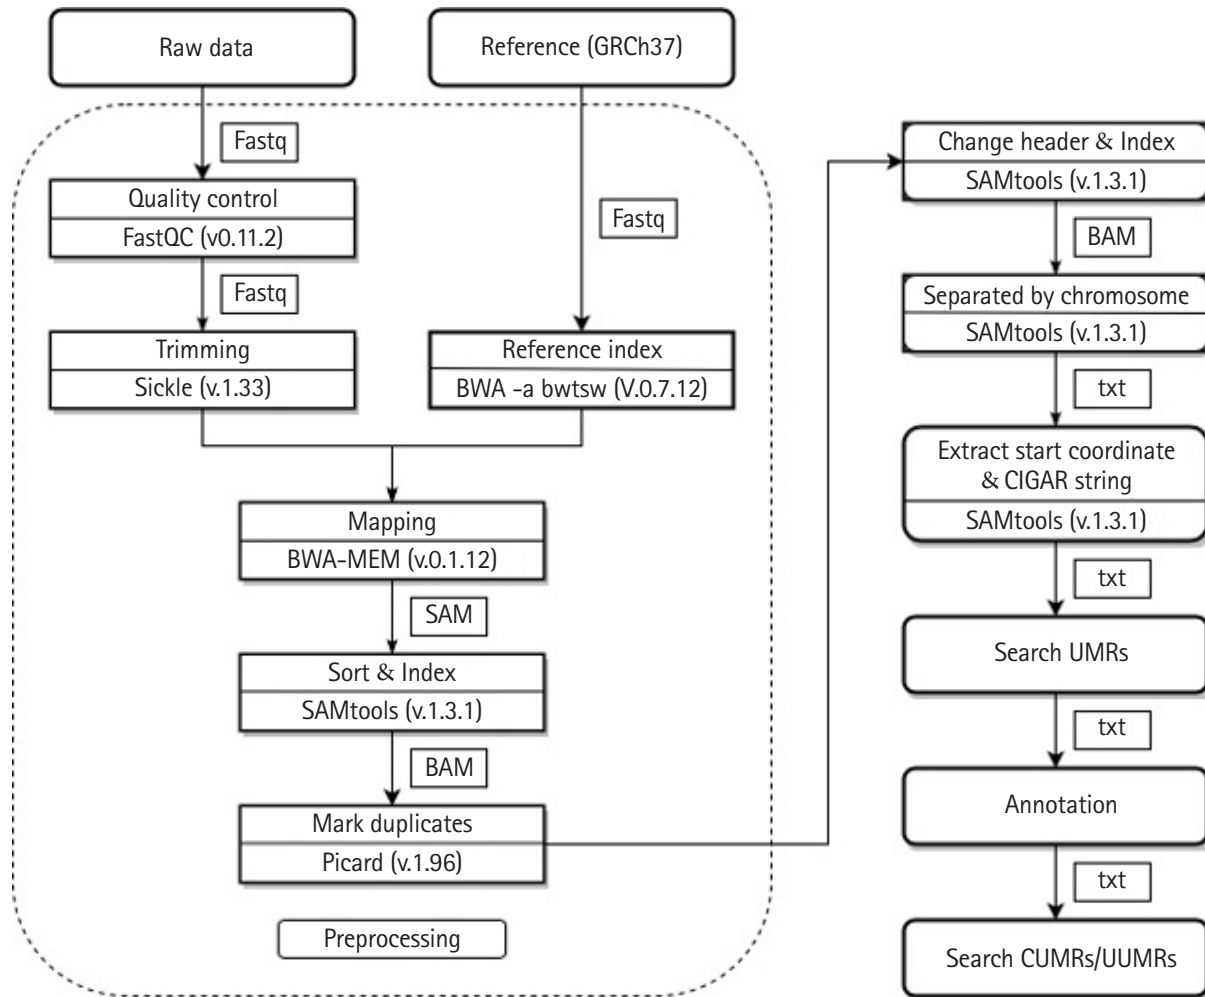 Raw data
Reference (GRCh37)
Fastq
Quality control
FastQC (v0.11.2)
Fastq
Fastq
Trimming
Sickle (v.1.33)
Reference index
BWA -a bwtsw (V.0.7.12)
Mapping
BWA-MEM (v.0.1.12)
SAM
Sort & Index
SAMtools (v.1.3.1)
BAM
Mark duplicates
Picard (v.1.96)
Preprocessing
Change header & Index
SAMtools (v.1.3.1)
BAM
Separated by chromosome
SAMtools (v.1.3.1)
txt
Extract start coordinate
& CIGAR string
SAMtools (v.1.3.1)
txt
Search UMRs
txt
Annotation
txt
Search CUMRs/UUMRs